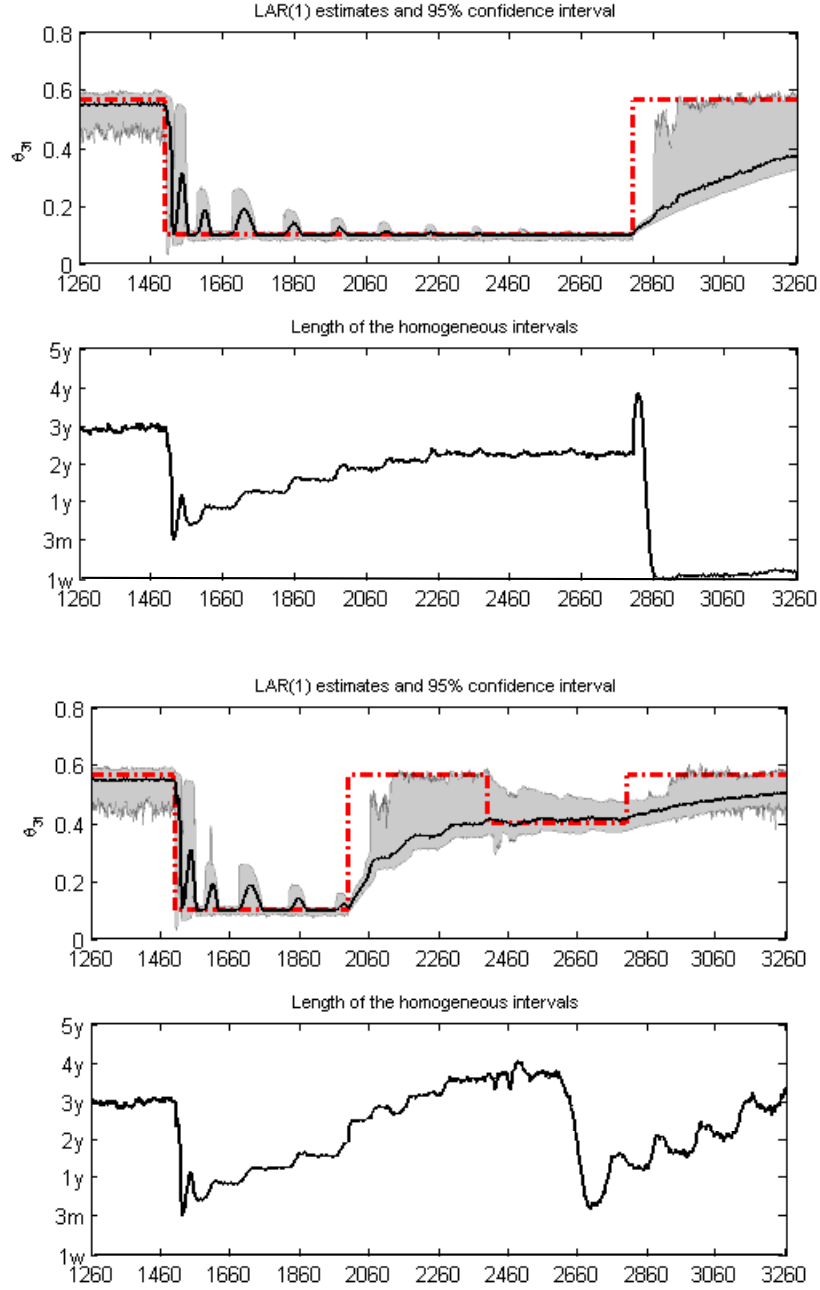 LAR(1) estimates and 95% confidence interval
0.8
0.6
0.4
0.2
0
θ3t
1260 1460 1660 1860 2060 2260 2460 2660 2860 3060 3260
Length of the homogeneous intervals
5y
4y
3y
2y
1y
3m
1w
1260 1460 1660 1860 2060 2260 2460 2660 2860 3060 3260
LAR(1) estimates and 95% confidence interval
0.8
0.6
0.4
0.2
0
θ3t
1260 1460 1660 1860 2060 2260 2460 2660 2860 3060 3260
Length of the homogeneous intervals
5y
4y
3y
2y
1y
3m
1w
1260 1460 1660 1860 2060 2260 2460 2660 2860 3060 3260